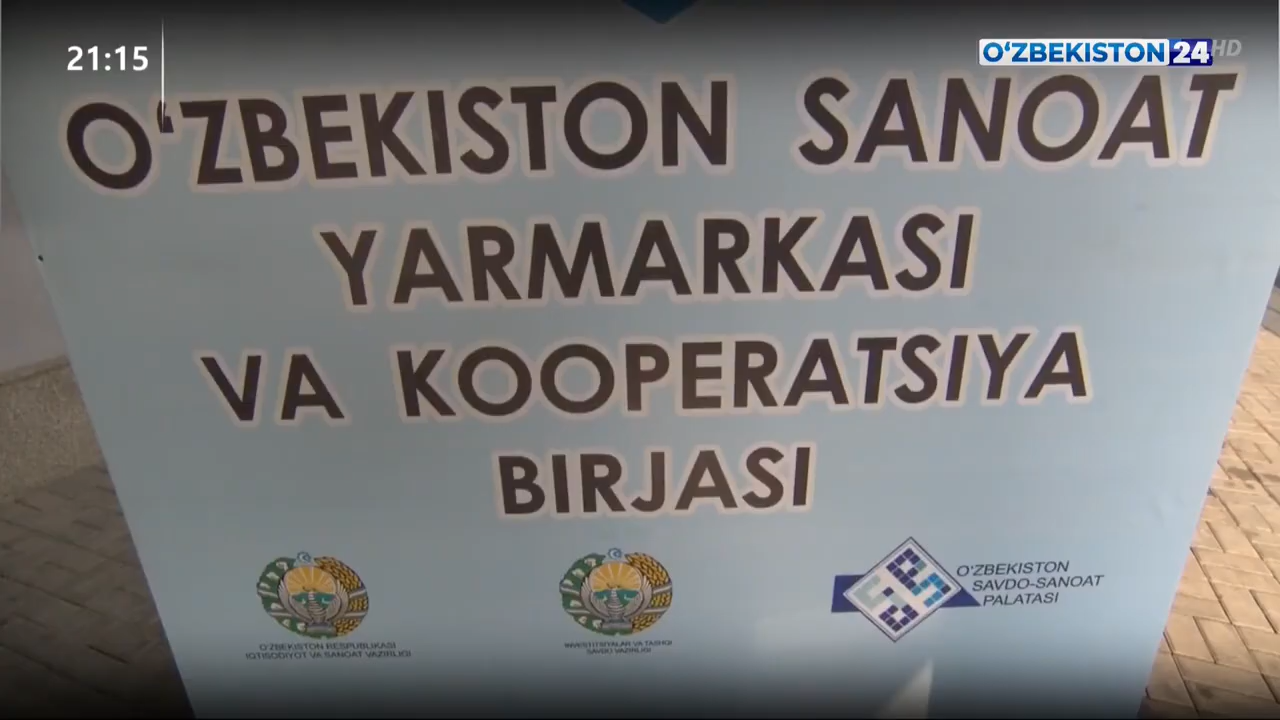 21:15
O‘ZBEKISTON 24 HD
O‘ZBEKISTON SANOAT
YARMARKASI
VA KOOPERATSIYA
BIRJASI
O‘ZBEKISTON RESPUBLIKASI
IQTISODIYOT VA SANOAT VAZIRLIGI
INVESTITSIYALAR VA TASHQI
SAVDO VAZIRLIGI
O‘ZBEKISTON
SAVDO-SANOAT
PALATASI